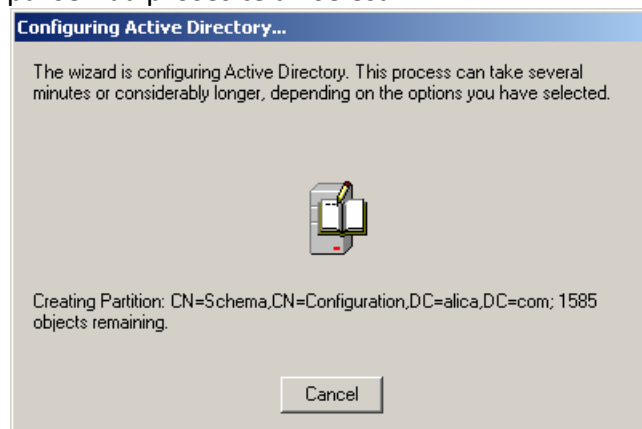 Configuring Active Directory...
The wizard is configuring Active Directory. This process can take several
minutes or considerably longer, depending on the options you have selected.
Creating Partition: CN=Schema,CN=Configuration,DC=alica,DC=com; 1585
objects remaining.
Cancel